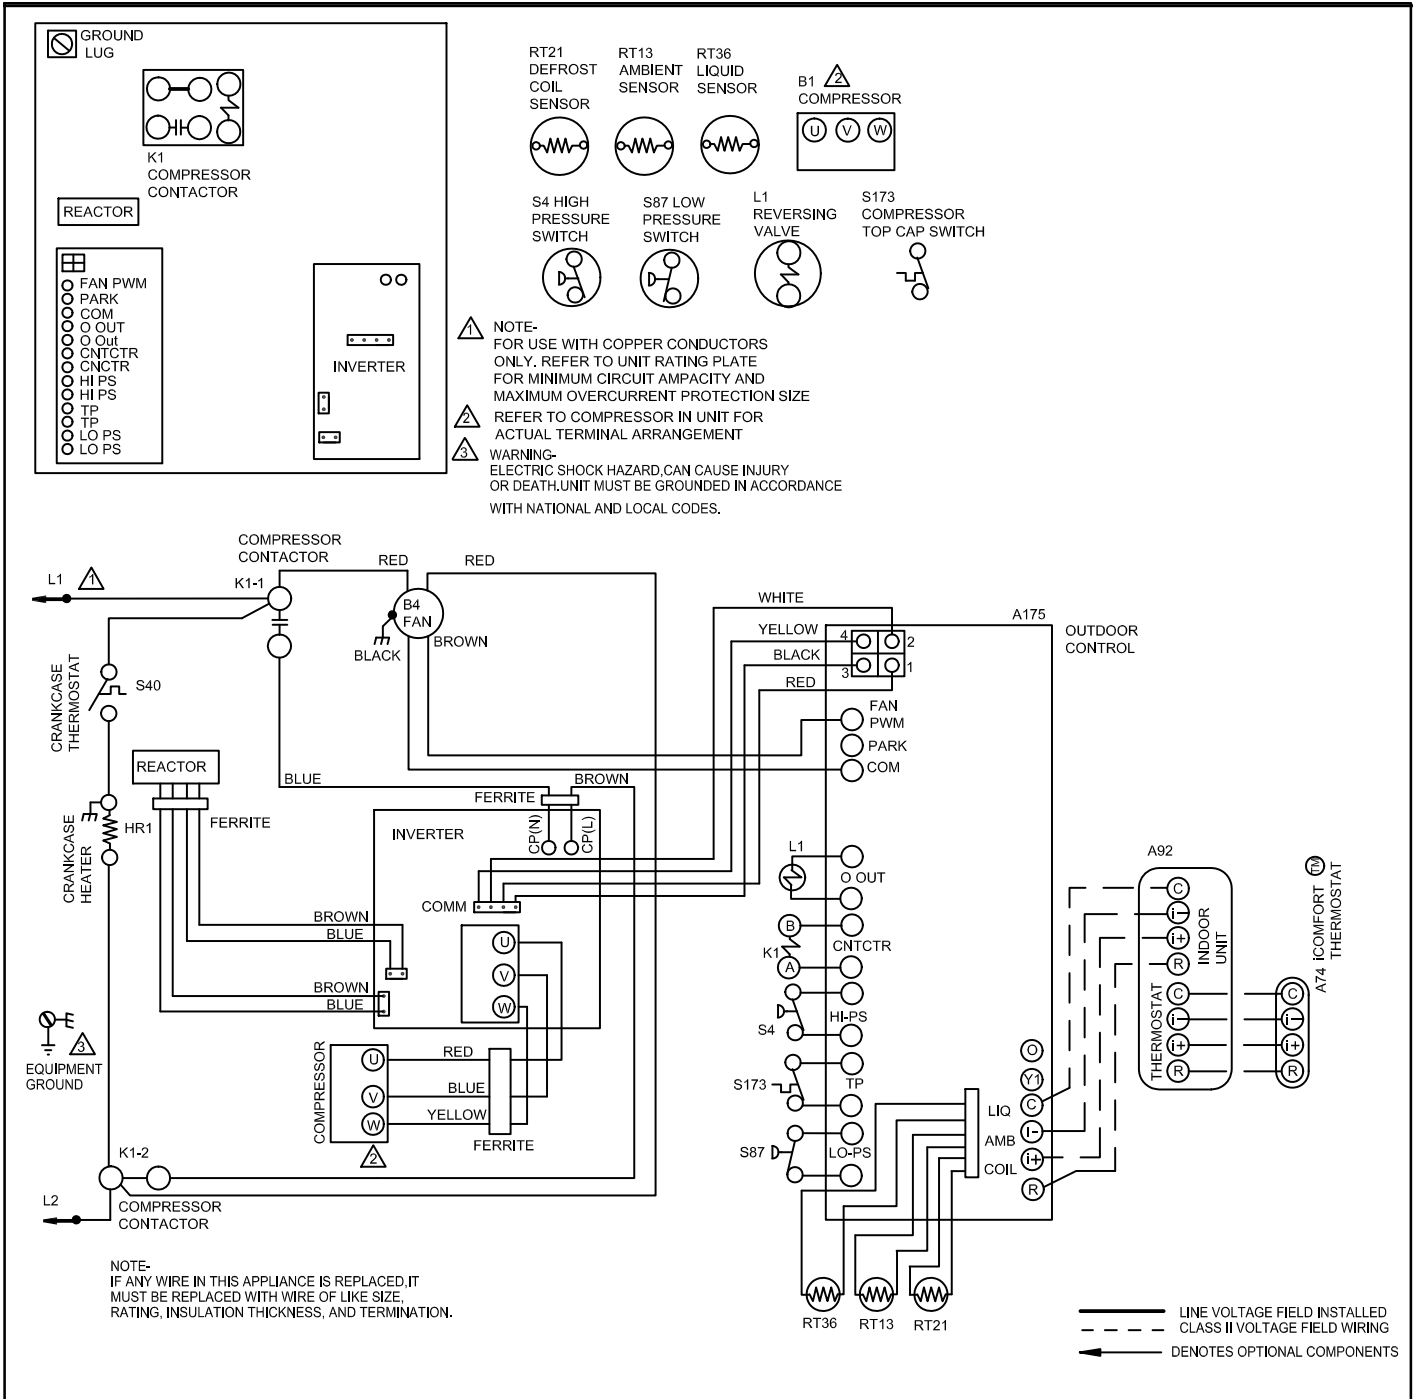 GROUND
LUG
K1
COMPRESSOR
CONTACTOR
REACTOR
FAN PWM
PARK
COM
O OUT
O Out
CNTCTR
CNCTR
HI PS
HI PS
TP
TP
LO PS
LO PS
INVERTER
RT21
DEFROST
COIL
SENSOR
RT13
AMBIENT
SENSOR
RT36
LIQUID
SENSOR
B1 2
COMPRESSOR
U V W
S4 HIGH
PRESSURE
SWITCH
S87 LOW
PRESSURE
SWITCH
L1
REVERSING
VALVE
S173
COMPRESSOR
TOP CAP SWITCH
1 NOTE-
FOR USE WITH COPPER CONDUCTORS
ONLY. REFER TO UNIT RATING PLATE
FOR MINIMUM CIRCUIT AMPACITY AND
MAXIMUM OVERCURRENT PROTECTION SIZE
2 REFER TO COMPRESSOR IN UNIT FOR
ACTUAL TERMINAL ARRANGEMENT
3 WARNING-
ELECTRIC SHOCK HAZARD,CAN CAUSE INJURY
OR DEATH.UNIT MUST BE GROUNDED IN ACCORDANCE
WITH NATIONAL AND LOCAL CODES.
COMPRESSOR
CONTACTOR
RED
RED
L1 1
K1-1
B4
FAN
BROWN
BLACK
CRANKCASE
THERMOSTAT
S40
REACTOR
FERRITE
BLUE
BROWN
FERRITE
CRANKCASE
HEATER
HR1
INVERTER
CP(N)
CP(L)
COMM
BROWN
BLUE
BROWN
BLUE
U
V
W
3
EQUIPMENT
GROUND
COMPRESSOR
U
V
W
2
RED
BLUE
YELLOW
FERRITE
K1-2
L2
COMPRESSOR
CONTACTOR
WHITE
YELLOW
BLACK
RED
A175
OUTDOOR
CONTROL
4
2
3
1
FAN
PWM
PARK
COM
L1
O OUT
B
K1
A
CNTCTR
S4
HI-PS
S173
TP
S87
LO-PS
LIQ
AMB
COIL
O
Y1
C
I-
i+
R
RT36
RT13
RT21
A92
C
i-
i+
R
INDOOR
UNIT
THERMOSTAT
C
i-
i+
R
C
i-
i+
R
A74 iCOMFORT TM
THERMOSTAT
NOTE-
IF ANY WIRE IN THIS APPLIANCE IS REPLACED,IT
MUST BE REPLACED WITH WIRE OF LIKE SIZE,
RATING, INSULATION THICKNESS, AND TERMINATION.
LINE VOLTAGE FIELD INSTALLED
CLASS II VOLTAGE FIELD WIRING
DENOTES OPTIONAL COMPONENTS